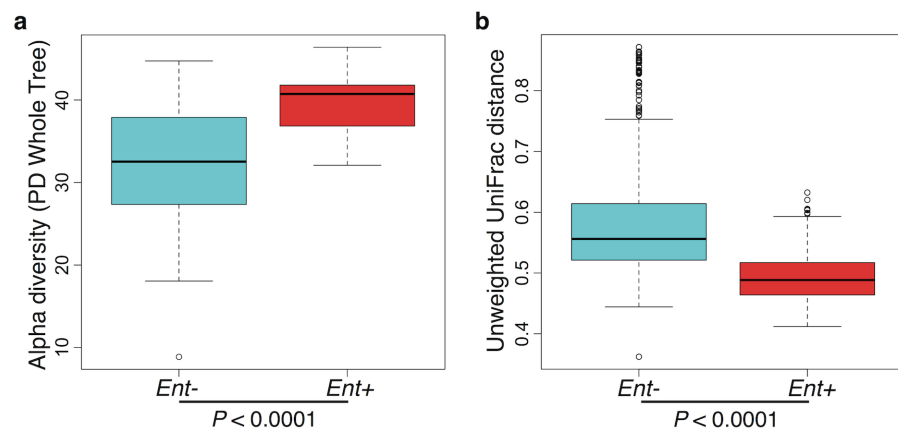 a
Alpha diversity (PD Whole Tree)
40
30
20
10
Ent-
Ent+
P < 0.0001
b
Unweighted UniFrac distance
0.8
0.7
0.6
0.5
0.4
Ent-
Ent+
P < 0.0001